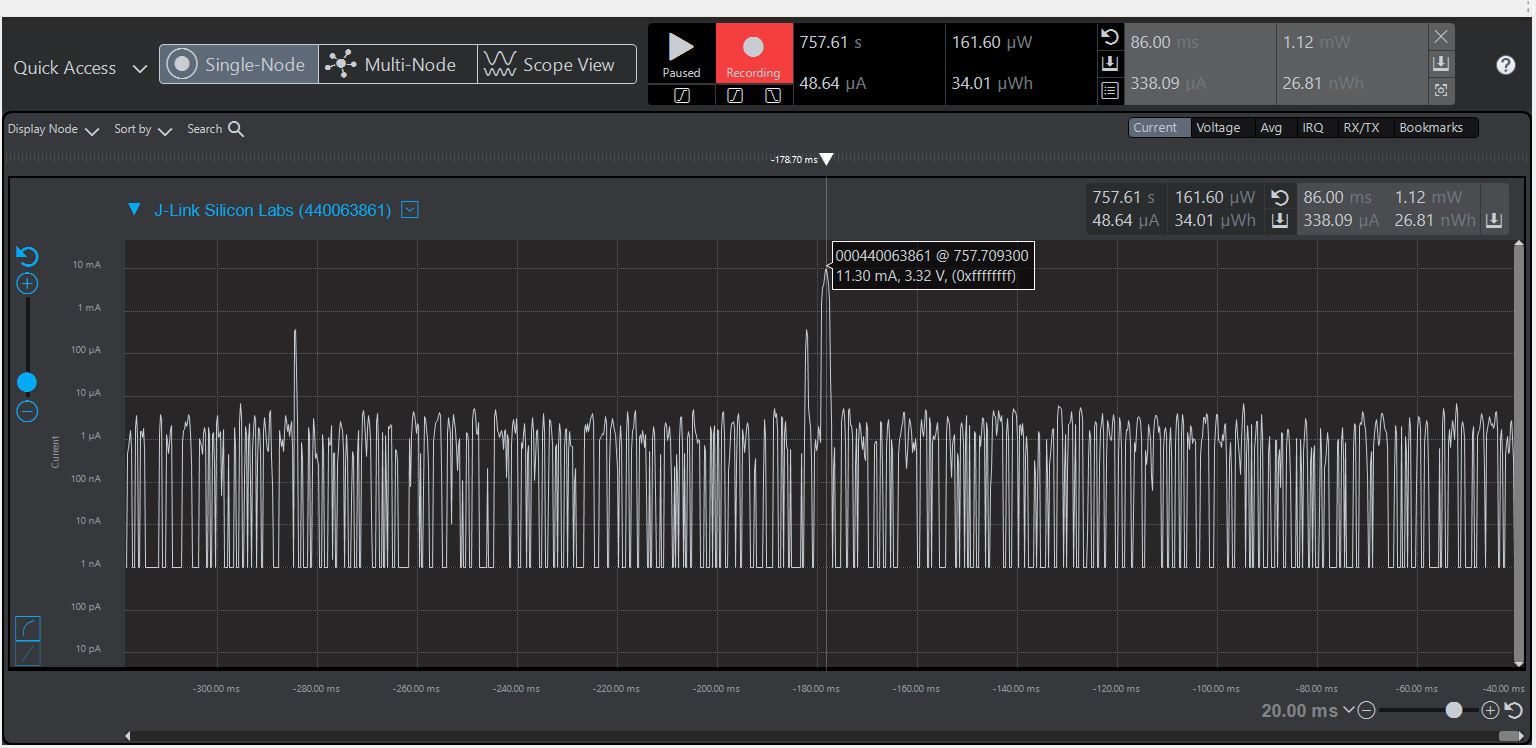 Quick Access
Single-Node
Multi-Node
Scope View
Paused
Recording
757.61 s
48.64 µA
161.60 µW
34.01 µWh
86.00 ms
338.09 µA
1.12 mW
26.81 nWh
Display Node
Sort by
Search
Current
Voltage
Avg
IRQ
RX/TX
Bookmarks
-178.70 ms
J-Link Silicon Labs (440063861)
757.61 s
48.64 µA
161.60 µW
34.01 µWh
86.00 ms
338.09 µA
1.12 mW
26.81 nWh
000440063861 @ 757.709300
11.30 mA, 3.32 V, (0xffffffff)
10 mA
1 mA
100 µA
10 µA
1 µA
100 nA
10 nA
1 nA
100 pA
10 pA
Current
-300.00 ms
-280.00 ms
-260.00 ms
-240.00 ms
-220.00 ms
-200.00 ms
-180.00 ms
-160.00 ms
-140.00 ms
-120.00 ms
-100.00 ms
-80.00 ms
-60.00 ms
-40.00 ms
20.00 ms